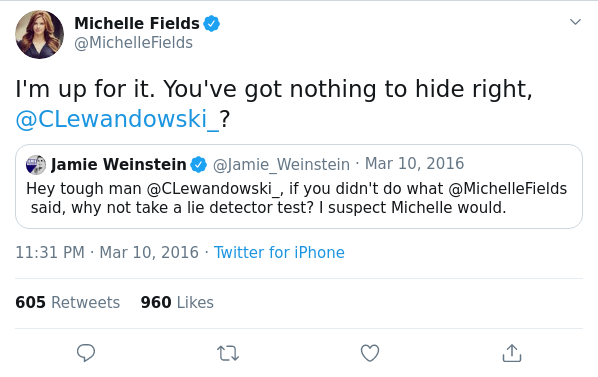 Michelle Fields
@MichelleFields
I'm up for it. You've got nothing to hide right,
@CLewandowski_?
Jamie Weinstein @Jamie_Weinstein · Mar 10, 2016
Hey tough man @CLewandowski_, if you didn't do what @MichelleFields
said, why not take a lie detector test? I suspect Michelle would.
11:31 PM · Mar 10, 2016 · Twitter for iPhone
605 Retweets 960 Likes